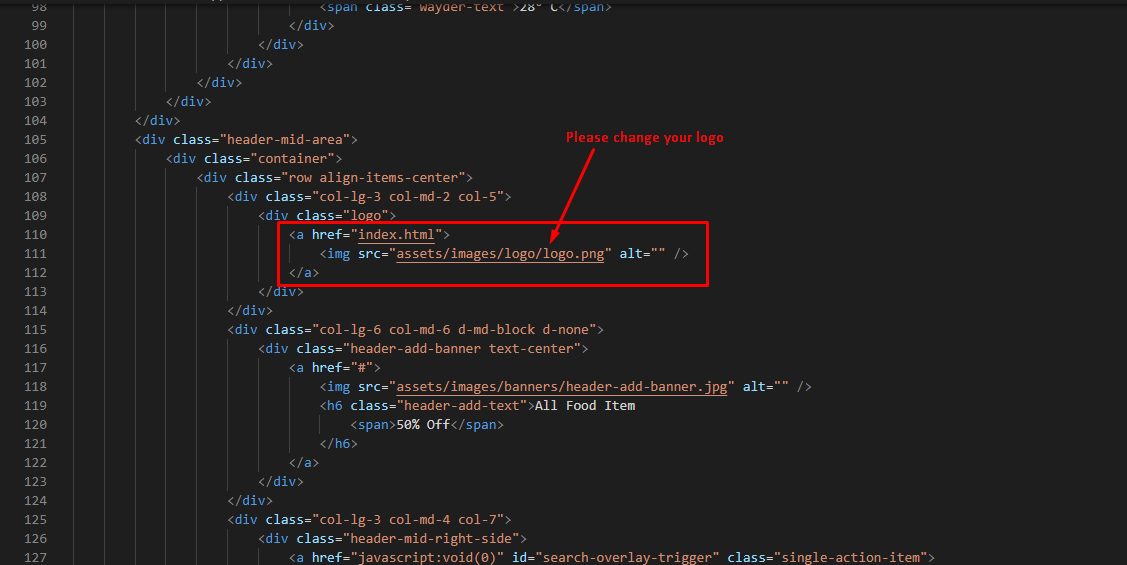 98 <span class="wayder-text">28° C</span>
99 </div>
100 </div>
101 </div>
102 </div>
103 </div>
104 </div>
105 <div class="header-mid-area">
Please change your logo
106 <div class="container">
107 <div class="row align-items-center">
108 <div class="col-lg-3 col-md-2 col-5">
109 <div class="logo">
110 <a href="index.html">
111 <img src="assets/images/logo/logo.png" alt="" />
112 </a>
113 </div>
114 </div>
115 <div class="col-lg-6 col-md-6 d-md-block d-none">
116 <div class="header-add-banner text-center">
117 <a href="#">
118 <img src="assets/images/banners/header-add-banner.jpg" alt="" />
119 <h6 class="header-add-text">All Food Item
120 <span>50% Off</span>
121 </h6>
122 </a>
123 </div>
124 </div>
125 <div class="col-lg-3 col-md-4 col-7">
126 <div class="header-mid-right-side">
127 <a href="javascript:void(0)" id="search-overlay-trigger" class="single-action-item">